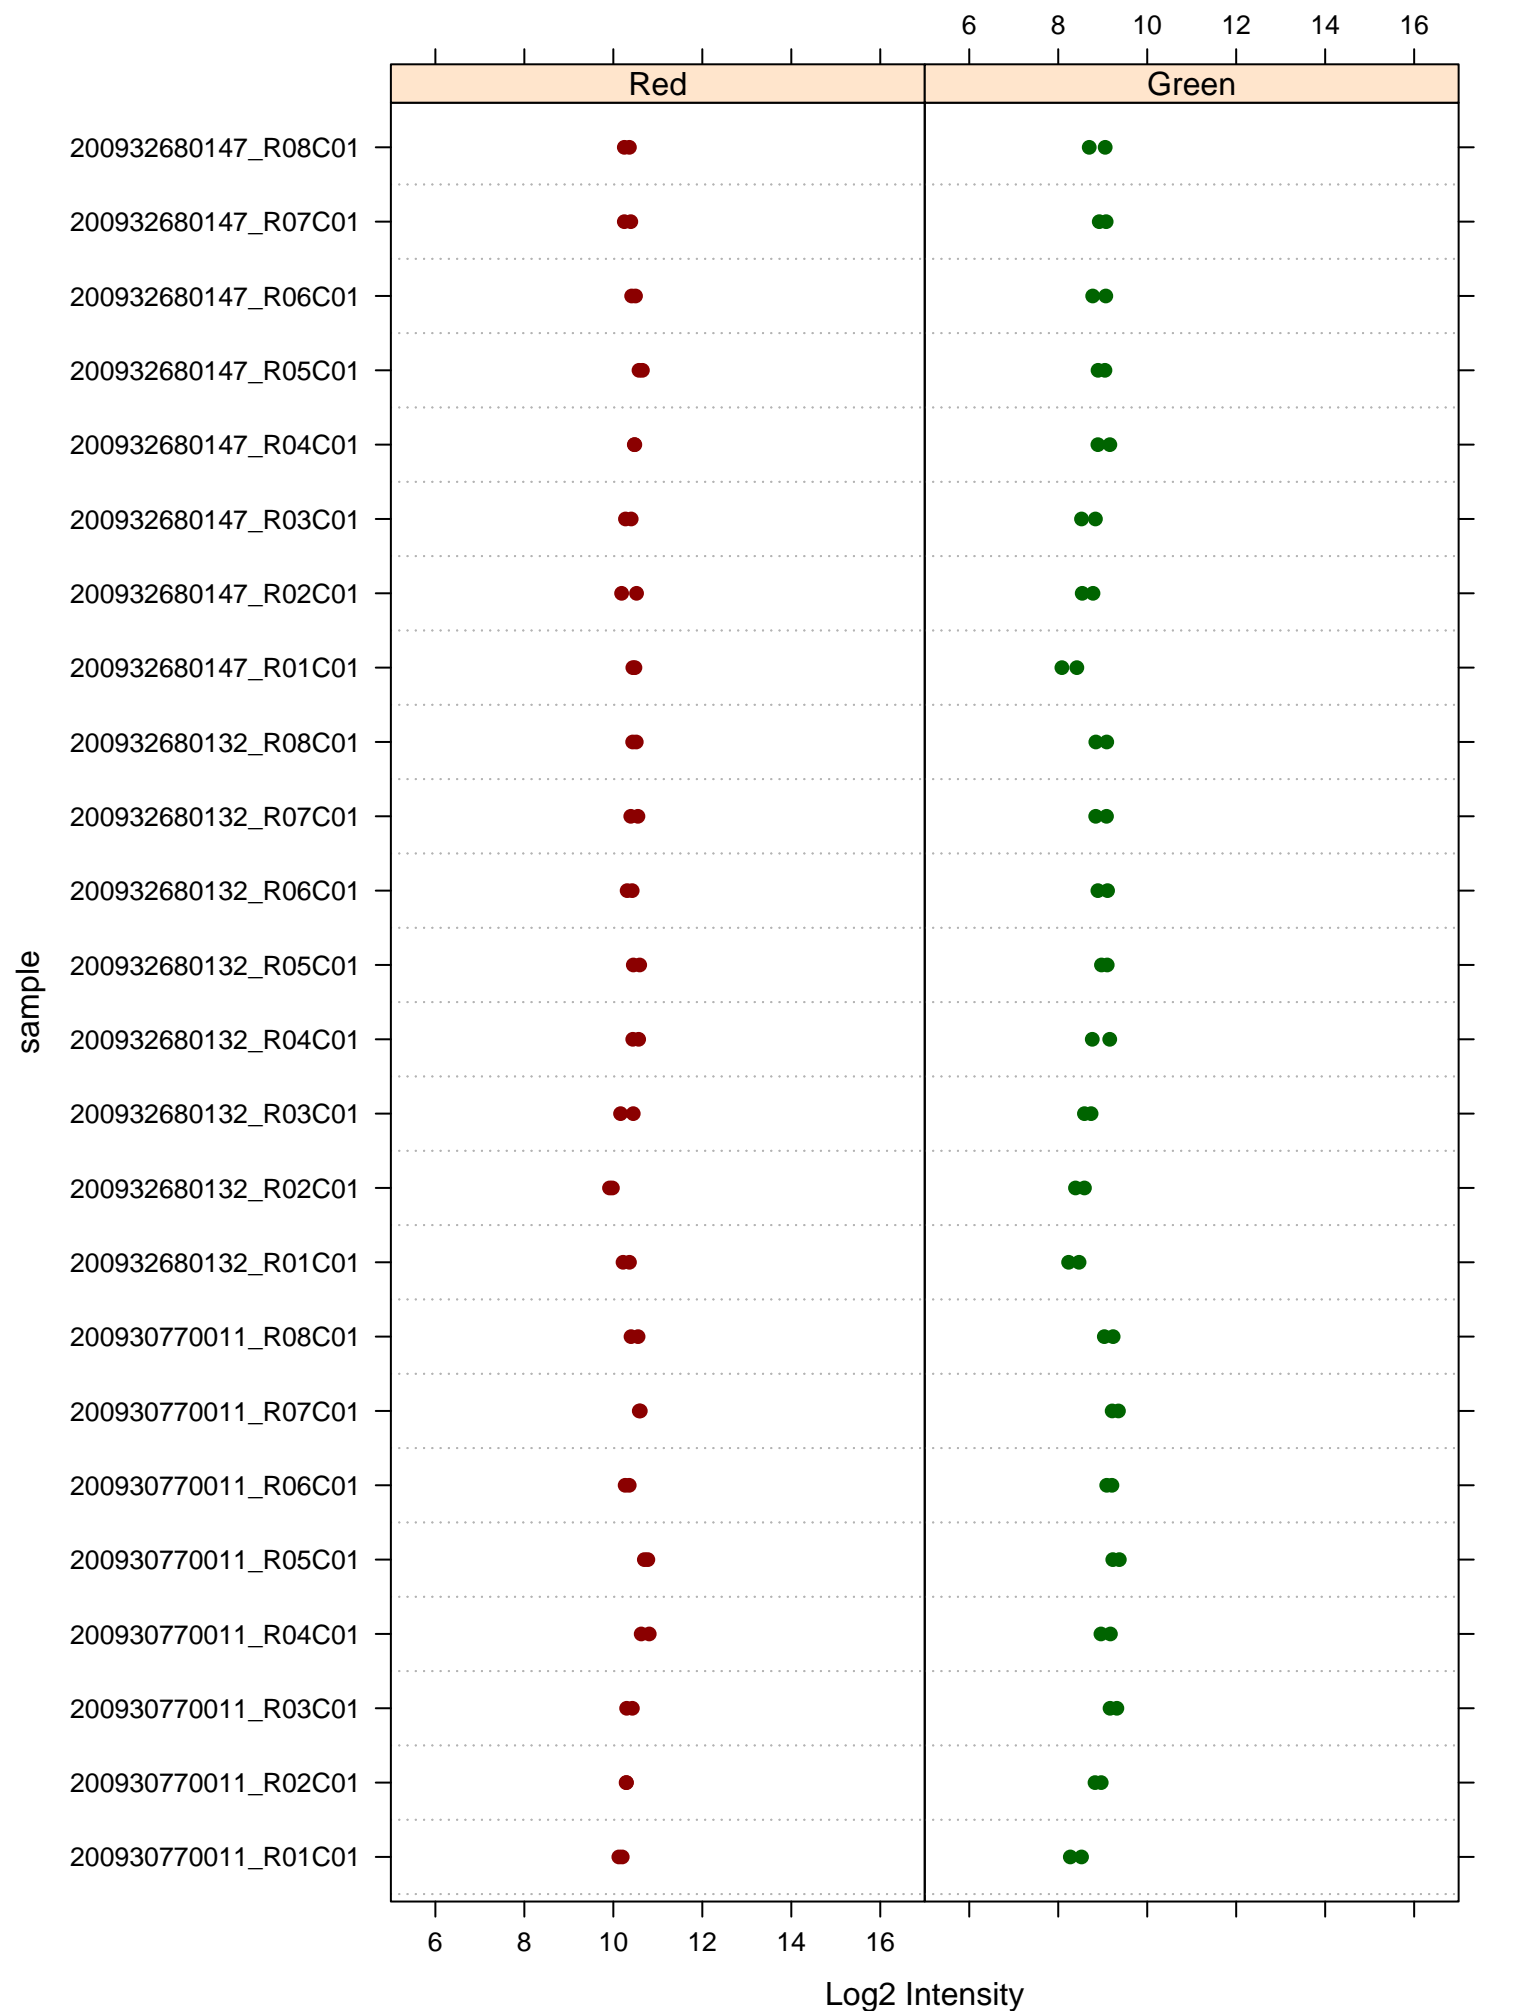 6 8 10 12 14 16
Red Green
200932680147_R08C01
200932680147_R07C01
200932680147_R06C01
200932680147_R05C01
200932680147_R04C01
200932680147_R03C01
200932680147_R02C01
200932680147_R01C01
200932680132_R08C01
200932680132_R07C01
200932680132_R06C01
200932680132_R05C01
200932680132_R04C01
200932680132_R03C01
200932680132_R02C01
200932680132_R01C01
200930770011_R08C01
200930770011_R07C01
200930770011_R06C01
200930770011_R05C01
200930770011_R04C01
200930770011_R03C01
200930770011_R02C01
200930770011_R01C01
sample
6 8 10 12 14 16
Log2 Intensity